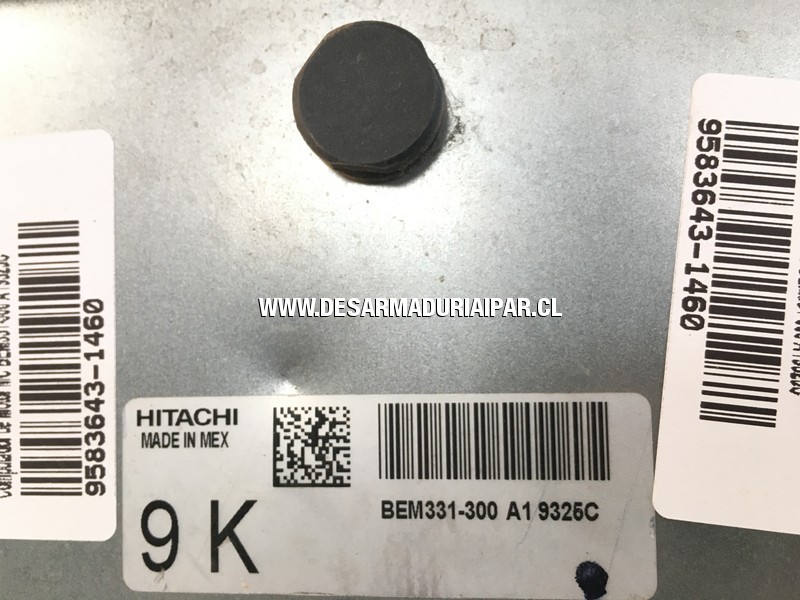 9583643-1460
9583643-1460
WWW.DESARMADURIAIPAR.CL
HITACHI
MADE IN MEX
9 K
BEM331-300 A1 9325C